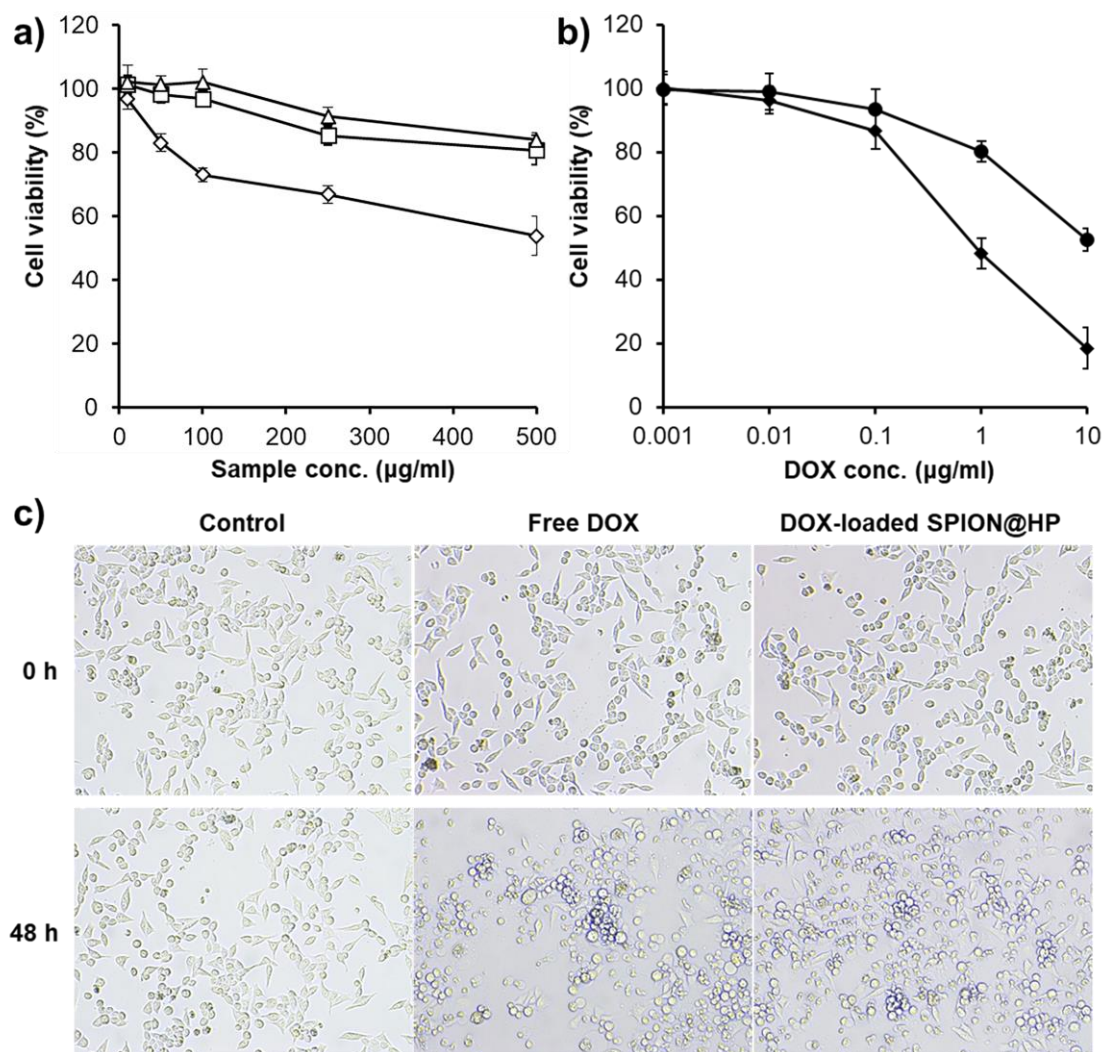 a)
Cell viability (%)
120
100
80
60
40
20
0
0 100 200 300 400 500
Sample conc. (µg/ml)
b)
Cell viability (%)
120
100
80
60
40
20
0
0.001 0.01 0.1 1 10
DOX conc. (µg/ml)
c)
Control Free DOX DOX-loaded SPION@HP
0 h
48 h